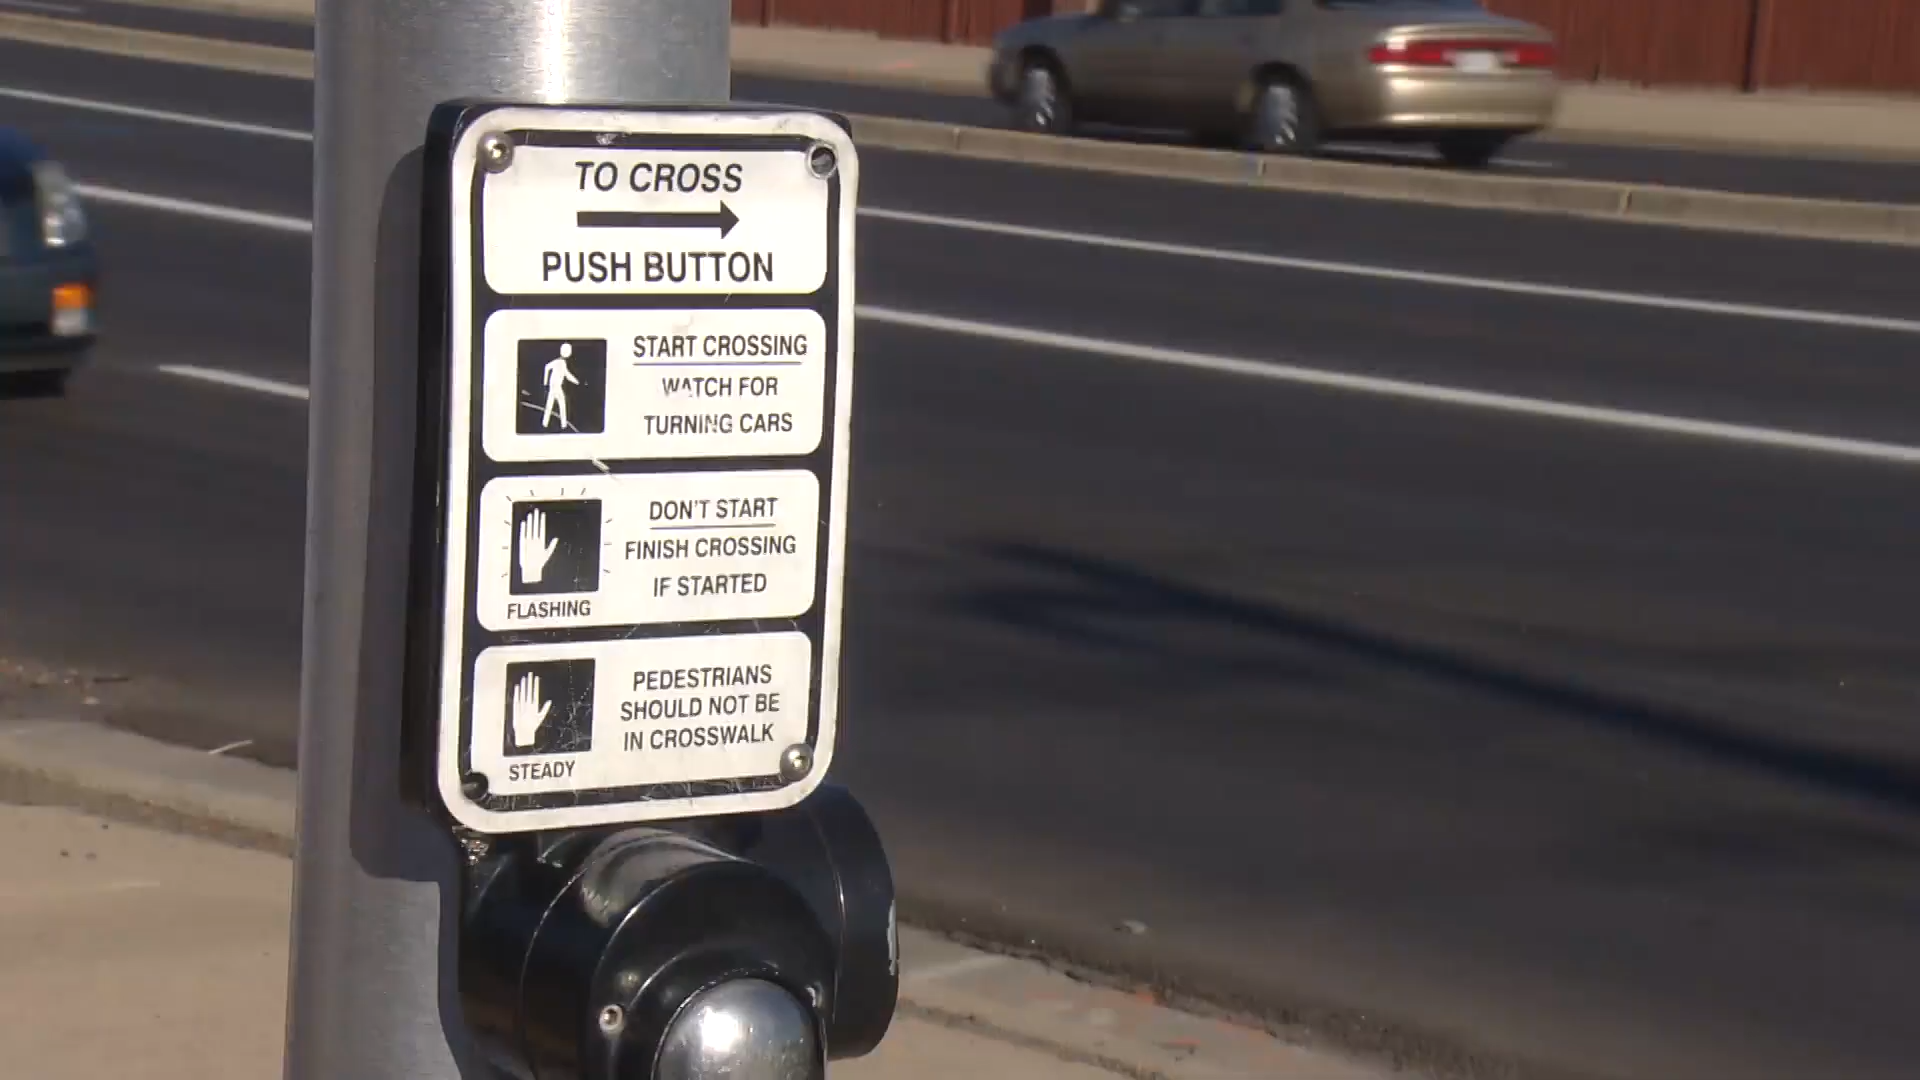 TO CROSS
PUSH BUTTON
START CROSSING
WATCH FOR
TURNING CARS
DON'T START
FINISH CROSSING
IF STARTED
FLASHING
PEDESTRIANS
SHOULD NOT BE
IN CROSSWALK
STEADY